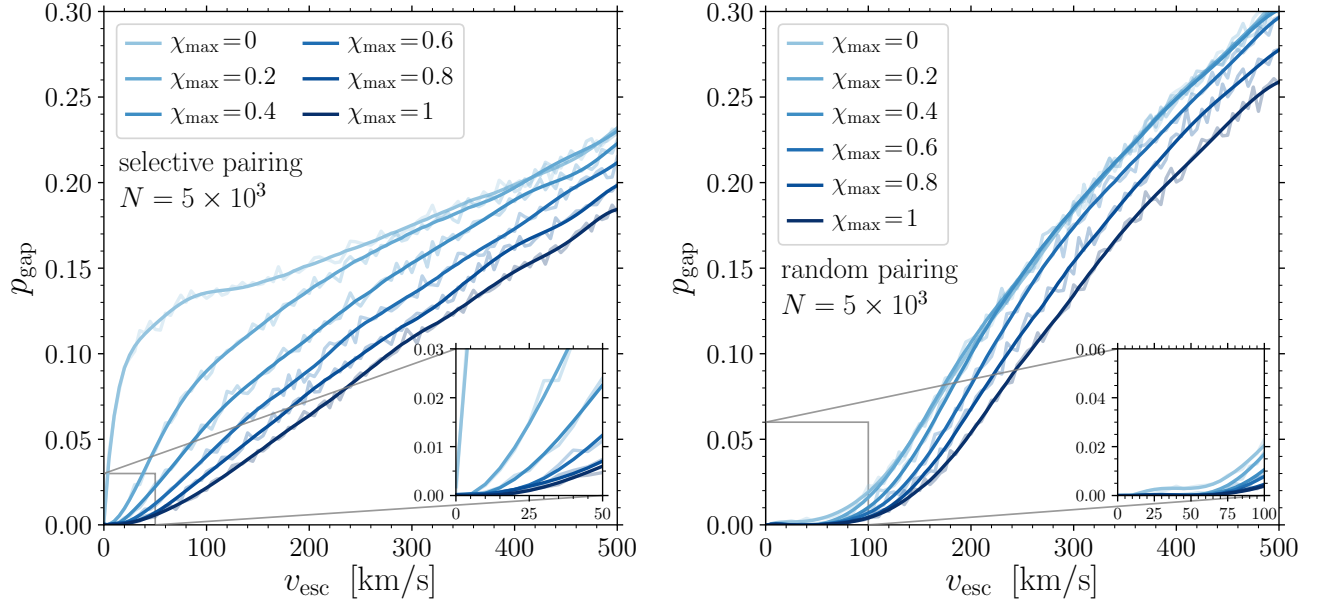 0.30
0.25
0.20
0.15
0.10
0.05
0.00
p_gap
χ_max=0
χ_max=0.2
χ_max=0.4
χ_max=0.6
χ_max=0.8
χ_max=1
selective pairing
N = 5 × 10³
0.03
0.02
0.01
0.00
0 25 50
0 100 200 300 400 500
v_esc [km/s]
0.30
0.25
0.20
0.15
0.10
0.05
0.00
p_gap
χ_max=0
χ_max=0.2
χ_max=0.4
χ_max=0.6
χ_max=0.8
χ_max=1
random pairing
N = 5 × 10³
0.06
0.04
0.02
0.00
0 25 50 75 100
0 100 200 300 400 500
v_esc [km/s]